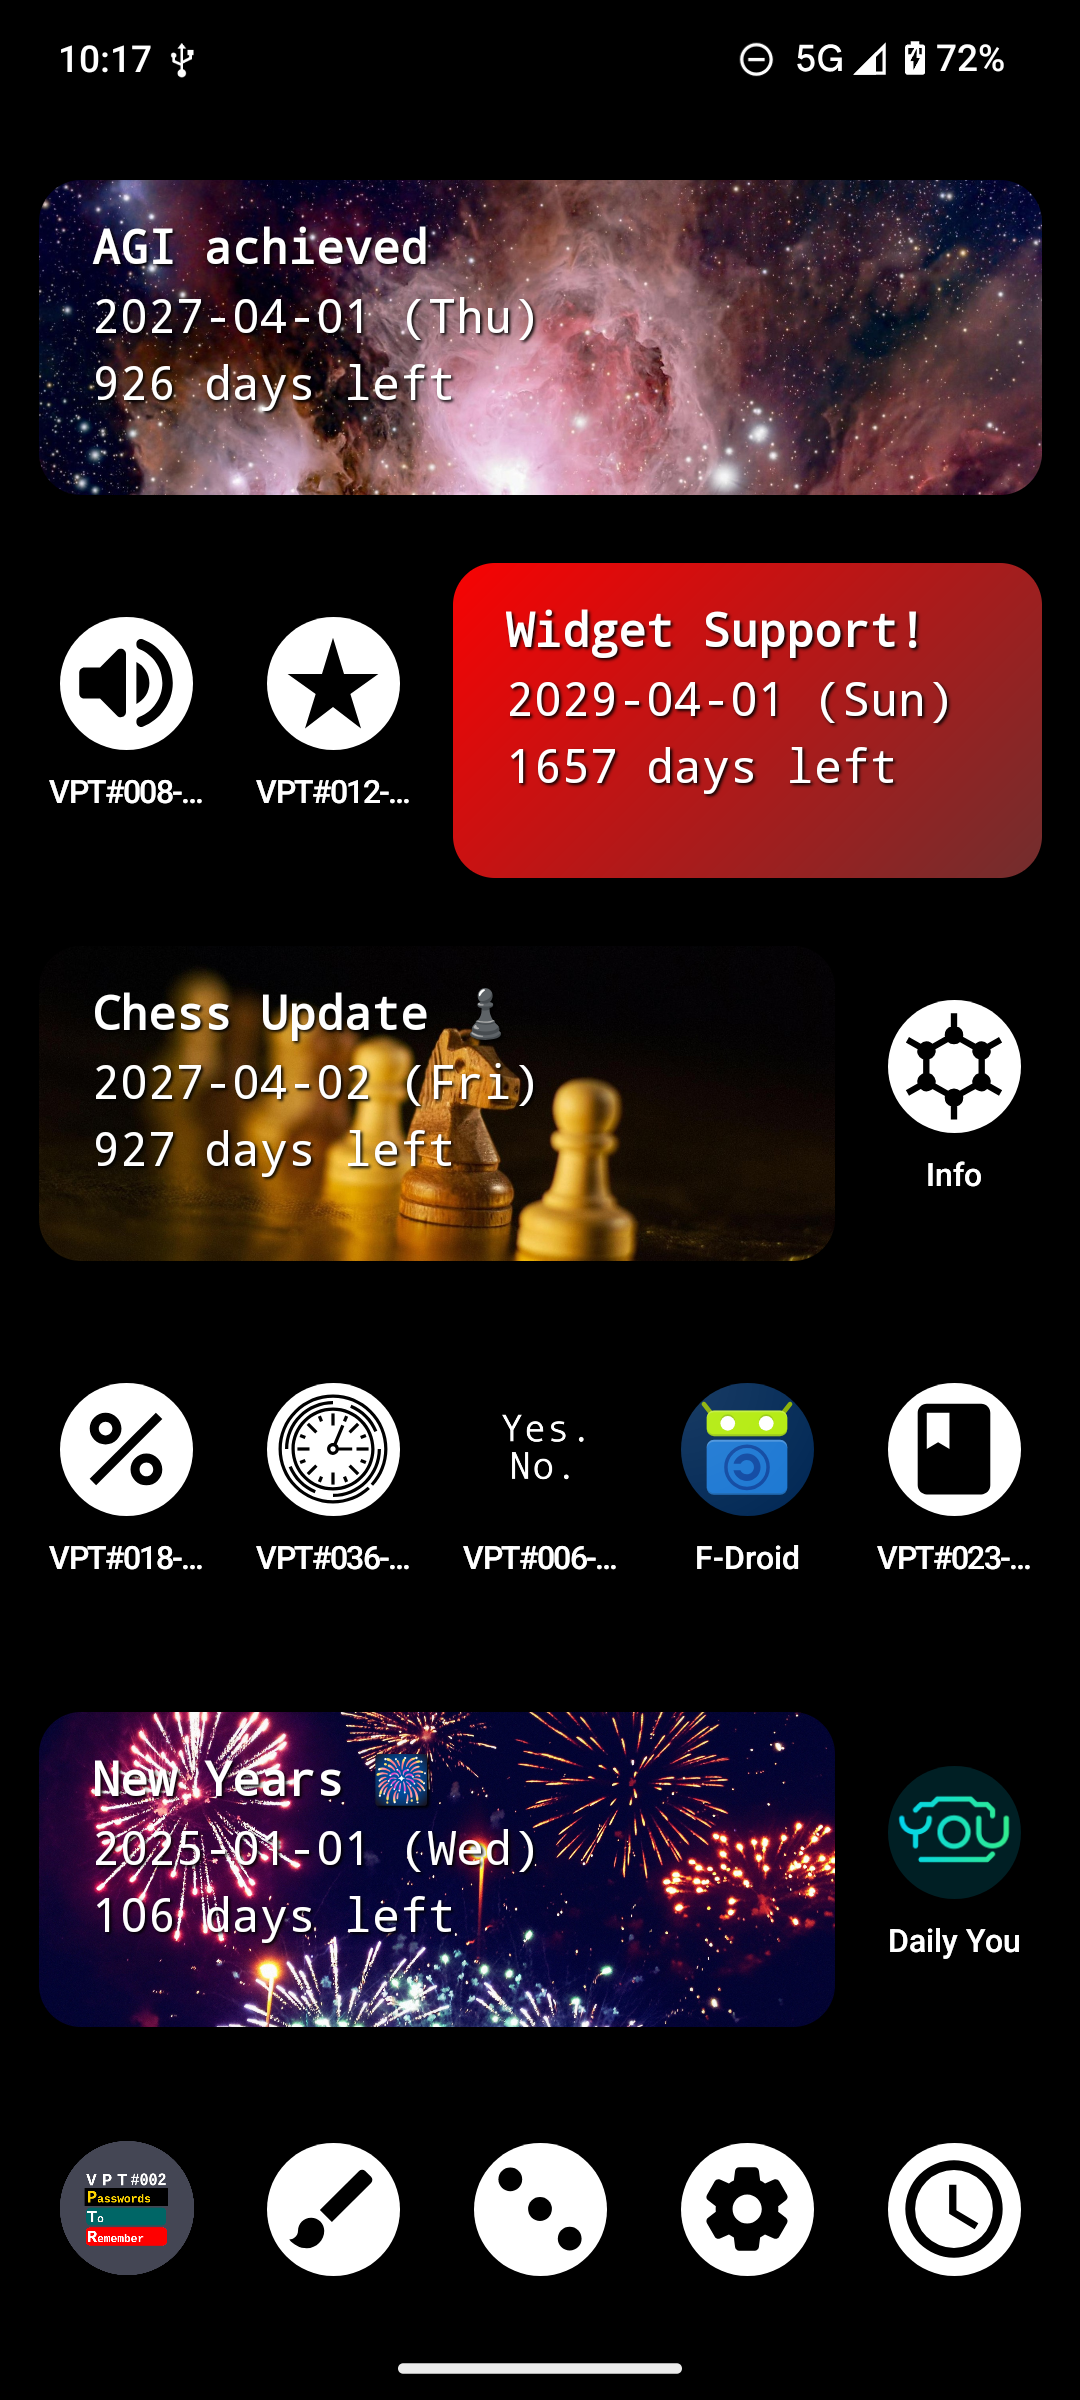 10:17
5G 72%
AGI achieved
2027-04-01 (Thu)
926 days left
Widget Support!
2029-04-01 (Sun)
1657 days left
VPT#008-...
VPT#012-...
Chess Update ♟
2027-04-02 (Fri)
927 days left
Info
Yes.
No.
VPT#018-...
VPT#036-...
VPT#006-...
F-Droid
VPT#023-...
New Years 🎆
2025-01-01 (Wed)
106 days left
YOU
Daily You
VPT#002
Passwords
To
Remember